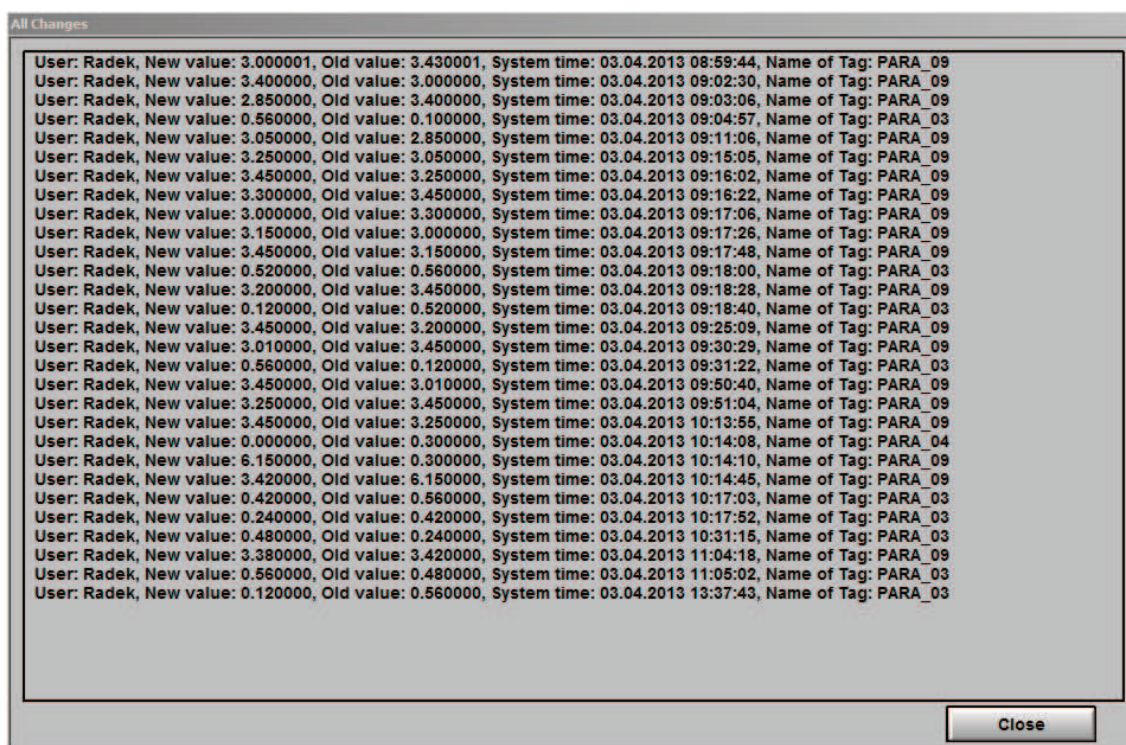 All Changes
User: Radek, New value: 3.000001, Old value: 3.430001, System time: 03.04.2013 08:59:44, Name of Tag: PARA_09
User: Radek, New value: 3.400000, Old value: 3.000000, System time: 03.04.2013 09:02:30, Name of Tag: PARA_09
User: Radek, New value: 2.850000, Old value: 3.400000, System time: 03.04.2013 09:03:06, Name of Tag: PARA_09
User: Radek, New value: 0.560000, Old value: 0.100000, System time: 03.04.2013 09:04:57, Name of Tag: PARA_03
User: Radek, New value: 3.050000, Old value: 2.850000, System time: 03.04.2013 09:11:06, Name of Tag: PARA_09
User: Radek, New value: 3.250000, Old value: 3.050000, System time: 03.04.2013 09:15:05, Name of Tag: PARA_09
User: Radek, New value: 3.450000, Old value: 3.250000, System time: 03.04.2013 09:16:02, Name of Tag: PARA_09
User: Radek, New value: 3.300000, Old value: 3.450000, System time: 03.04.2013 09:16:22, Name of Tag: PARA_09
User: Radek, New value: 3.000000, Old value: 3.300000, System time: 03.04.2013 09:17:06, Name of Tag: PARA_09
User: Radek, New value: 3.150000, Old value: 3.000000, System time: 03.04.2013 09:17:26, Name of Tag: PARA_09
User: Radek, New value: 3.450000, Old value: 3.150000, System time: 03.04.2013 09:17:48, Name of Tag: PARA_09
User: Radek, New value: 0.520000, Old value: 0.560000, System time: 03.04.2013 09:18:00, Name of Tag: PARA_03
User: Radek, New value: 3.200000, Old value: 3.450000, System time: 03.04.2013 09:18:28, Name of Tag: PARA_09
User: Radek, New value: 0.120000, Old value: 0.520000, System time: 03.04.2013 09:18:40, Name of Tag: PARA_03
User: Radek, New value: 3.450000, Old value: 3.200000, System time: 03.04.2013 09:25:09, Name of Tag: PARA_09
User: Radek, New value: 3.010000, Old value: 3.450000, System time: 03.04.2013 09:30:29, Name of Tag: PARA_09
User: Radek, New value: 0.560000, Old value: 0.120000, System time: 03.04.2013 09:31:22, Name of Tag: PARA_03
User: Radek, New value: 3.450000, Old value: 3.010000, System time: 03.04.2013 09:50:40, Name of Tag: PARA_09
User: Radek, New value: 3.250000, Old value: 3.450000, System time: 03.04.2013 09:51:04, Name of Tag: PARA_09
User: Radek, New value: 3.450000, Old value: 3.250000, System time: 03.04.2013 10:13:55, Name of Tag: PARA_09
User: Radek, New value: 0.000000, Old value: 0.300000, System time: 03.04.2013 10:14:08, Name of Tag: PARA_04
User: Radek, New value: 6.150000, Old value: 0.300000, System time: 03.04.2013 10:14:10, Name of Tag: PARA_09
User: Radek, New value: 3.420000, Old value: 6.150000, System time: 03.04.2013 10:14:45, Name of Tag: PARA_09
User: Radek, New value: 0.420000, Old value: 0.560000, System time: 03.04.2013 10:17:03, Name of Tag: PARA_03
User: Radek, New value: 0.240000, Old value: 0.420000, System time: 03.04.2013 10:17:52, Name of Tag: PARA_03
User: Radek, New value: 0.480000, Old value: 0.240000, System time: 03.04.2013 10:31:15, Name of Tag: PARA_03
User: Radek, New value: 3.380000, Old value: 3.420000, System time: 03.04.2013 11:04:18, Name of Tag: PARA_09
User: Radek, New value: 0.560000, Old value: 0.480000, System time: 03.04.2013 11:05:02, Name of Tag: PARA_03
User: Radek, New value: 0.120000, Old value: 0.560000, System time: 03.04.2013 13:37:43, Name of Tag: PARA_03
Close